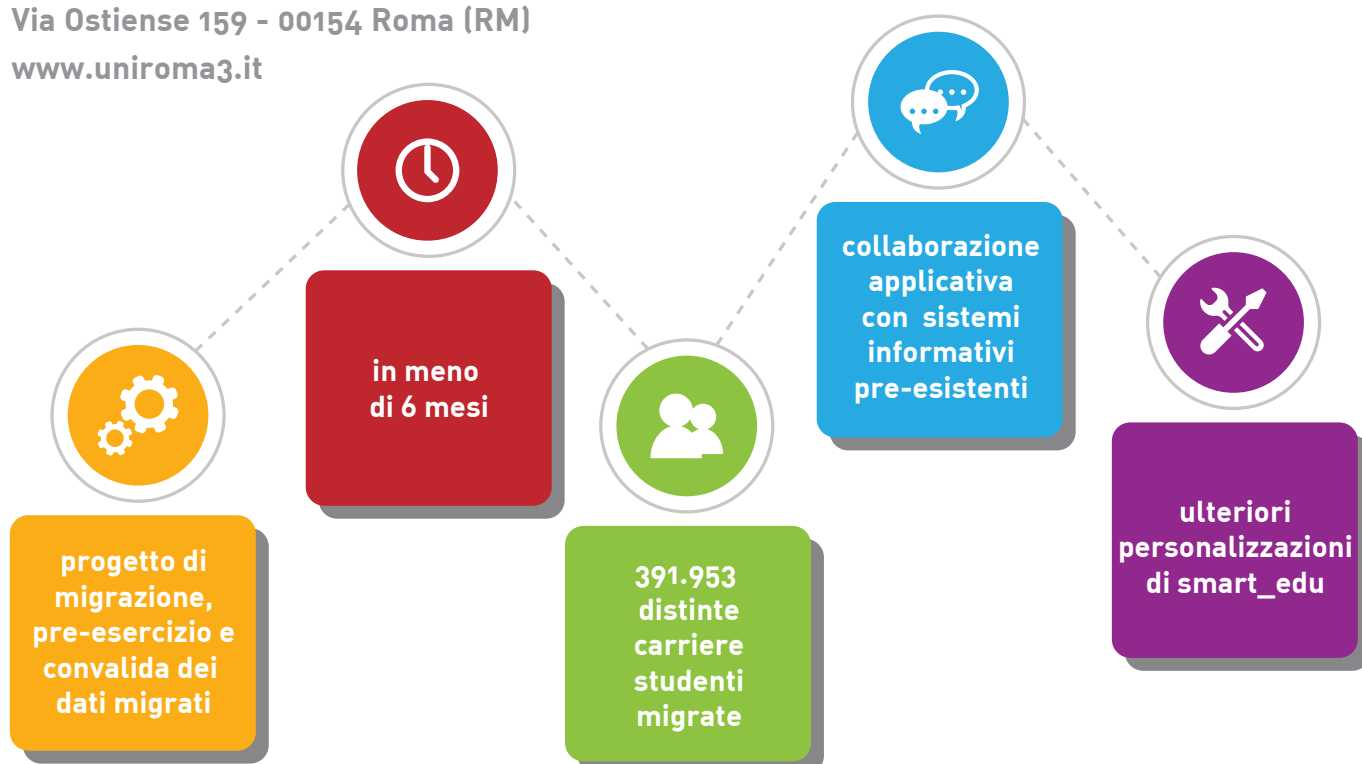 Via Ostiense 159 - 00154 Roma (RM)
www.uniroma3.it
progetto di
migrazione,
pre-esercizio e
convalida dei
dati migrati
in meno
di 6 mesi
391.953
distinte
carriere
studenti
migrate
collaborazione
applicativa
con sistemi
informativi
pre-esistenti
ulteriori
personalizzazioni
di smart_edu